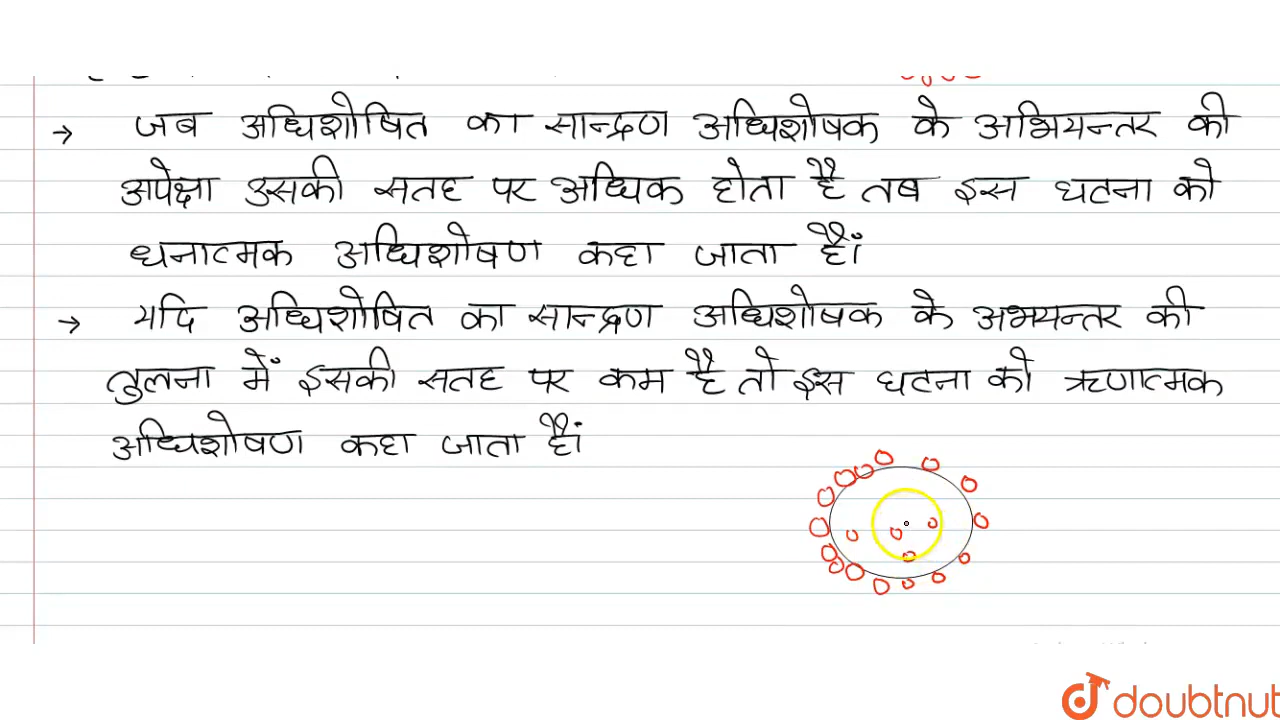 → जब अधिशोषित का सान्द्रण अधिशोषक के अभियन्तर की
अपेक्षा उसकी सतह पर अधिक होता है तब इस घटना को
धनात्मक अधिशोषण कहा जाता है।
→ यदि अधिशोषित का सान्द्रण अधिशोषक के अभयन्तर की
तुलना में इसकी सतह पर कम है तो इस घटना को ऋणात्मक
अधिशोषण कहा जाता है।
doubtnut